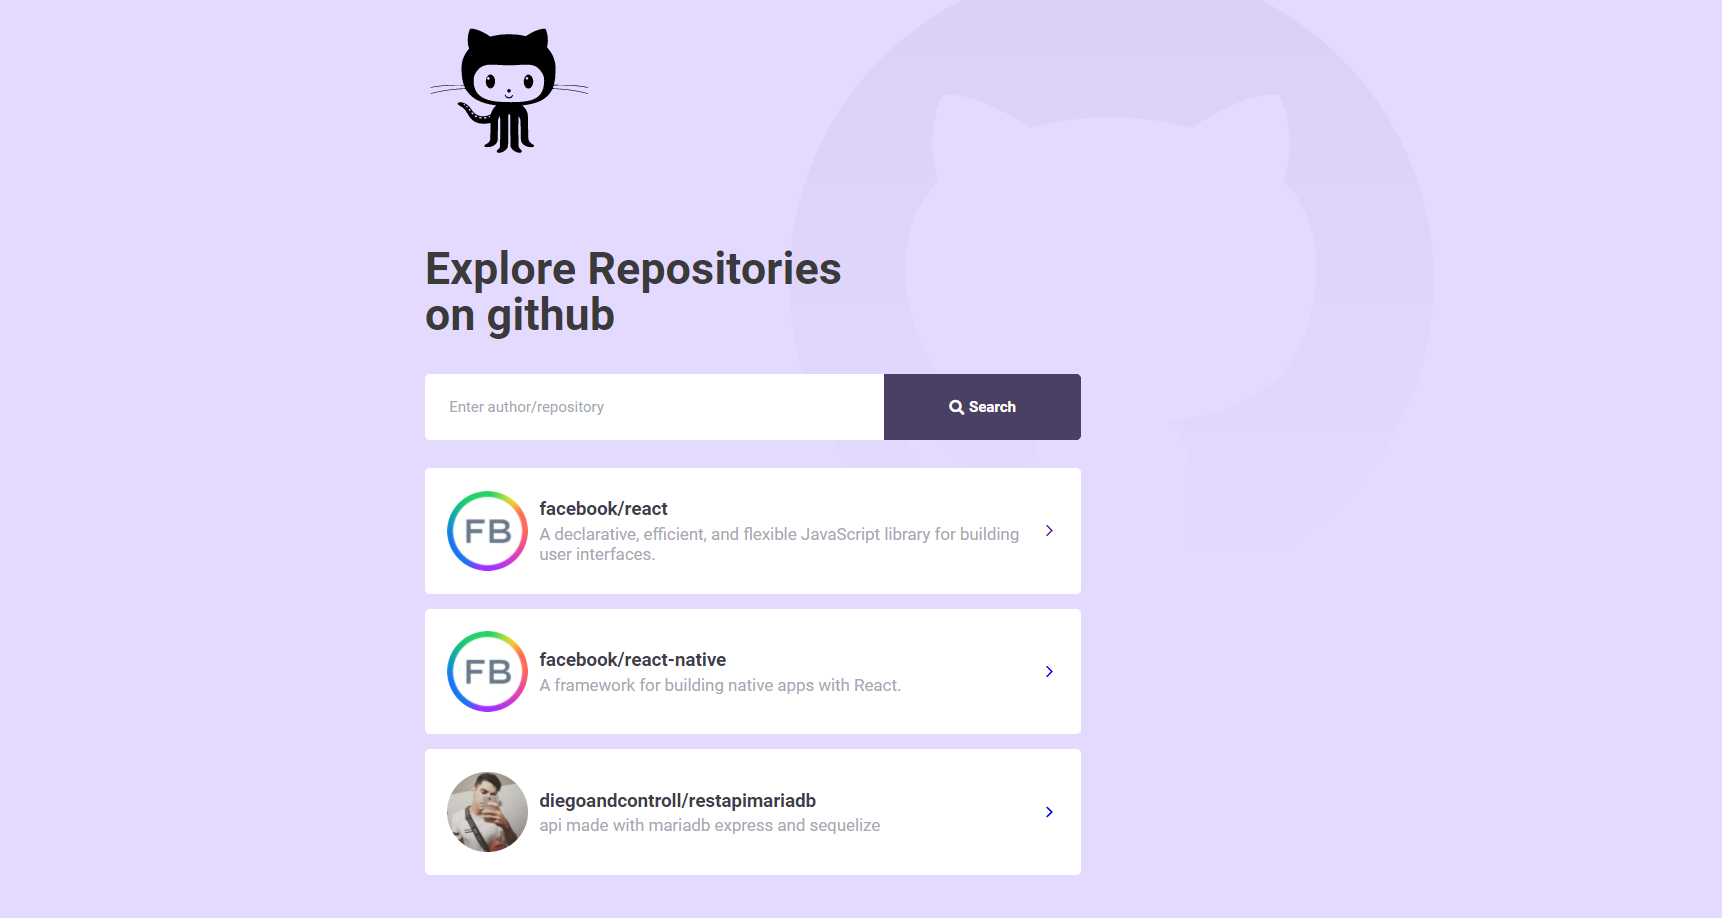 Explore Repositories
on github
Enter author/repository
Search
FB
facebook/react
A declarative, efficient, and flexible JavaScript library for building
user interfaces.
FB
facebook/react-native
A framework for building native apps with React.
diegoandcontroll/restapimariadb
api made with mariadb express and sequelize